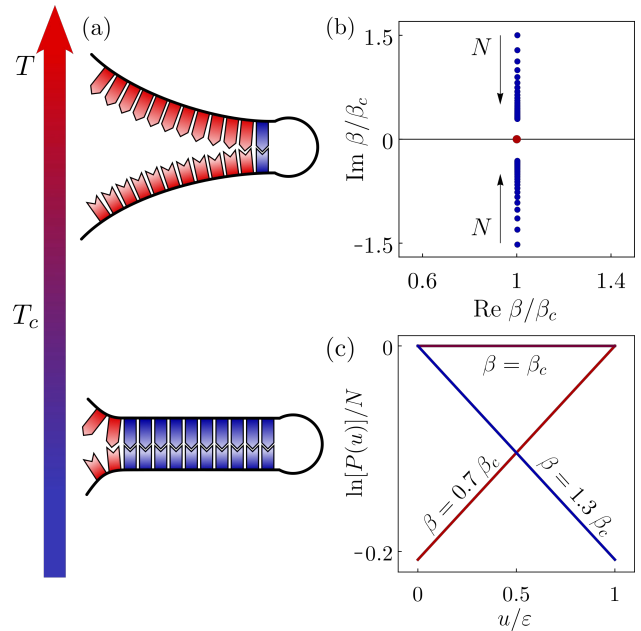 T
T_c
(a)
(b)
1.5
0
-1.5
Im β/β_c
N
N
0.6
1
1.4
Re β/β_c
(c)
0
-0.2
ln[P(u)]/N
β = β_c
β = 0.7 β_c
β = 1.3 β_c
0
0.5
1
u/ε